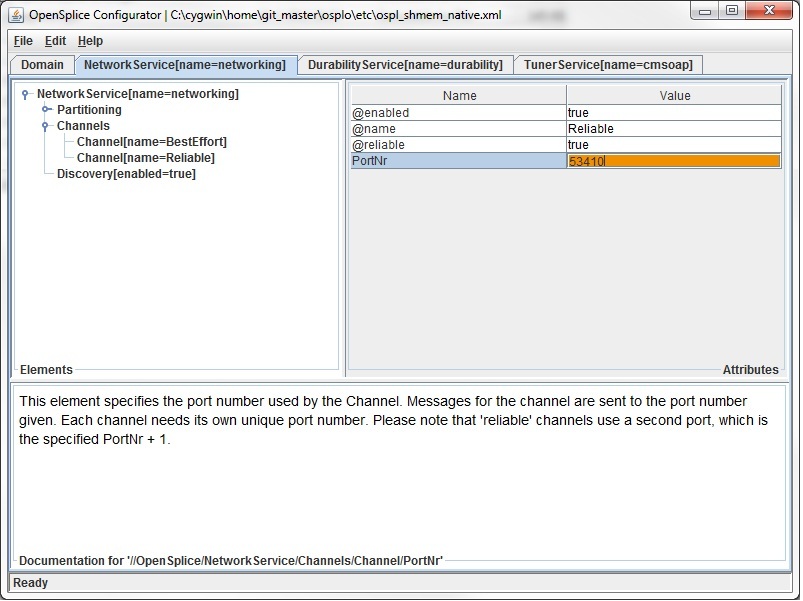 OpenSplice Configurator | C:\cygwin\home\git_master\osplo\etc\ospl_shmem_native.xml
File Edit Help
Domain NetworkService[name=networking] DurabilityService[name=durability] TunerService[name=cmsoap]
NetworkService[name=networking]
Partitioning
Channels
Channel[name=BestEffort]
Channel[name=Reliable]
Discovery[enabled=true]
Elements
Name Value
@enabled true
@name Reliable
@reliable true
PortNr 53410
Attributes
This element specifies the port number used by the Channel. Messages for the channel are sent to the port number
given. Each channel needs its own unique port number. Please note that 'reliable' channels use a second port, which is
the specified PortNr + 1.
Documentation for '//OpenSplice/NetworkService/Channels/Channel/PortNr'
Ready